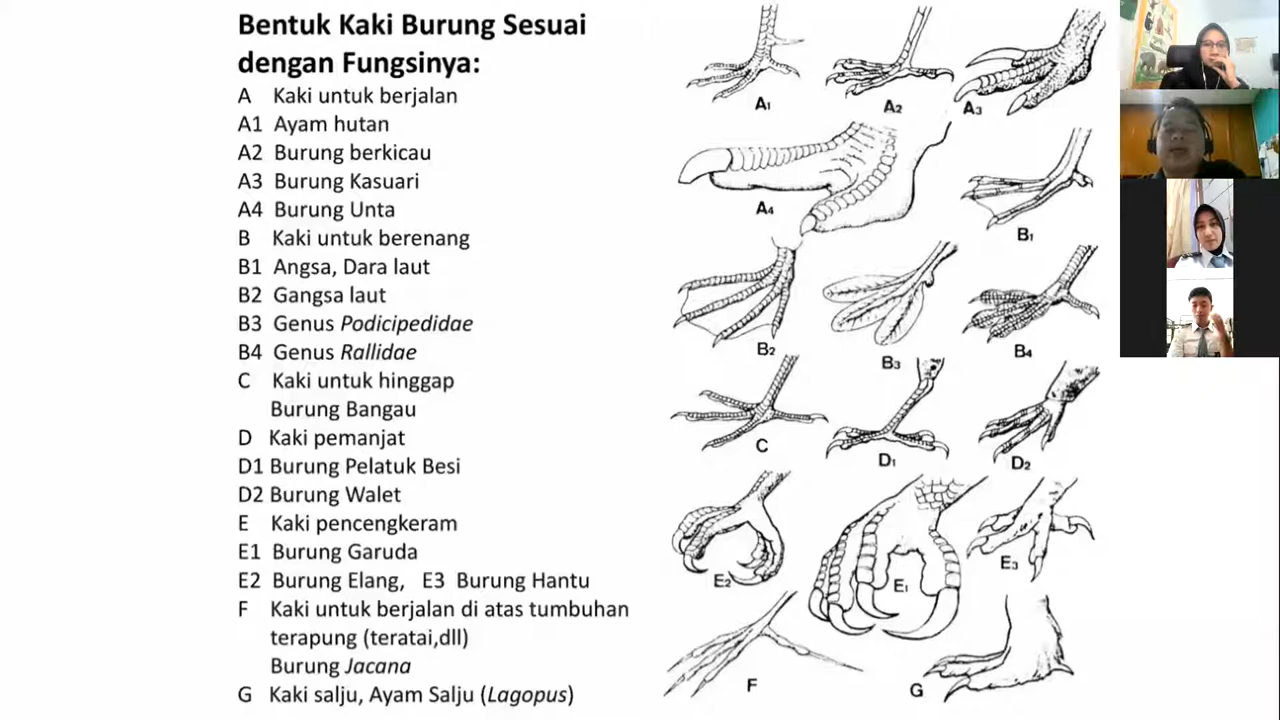 Bentuk Kaki Burung Sesuai
dengan Fungsinya:
A Kaki untuk berjalan
A1 Ayam hutan
A2 Burung berkicau
A3 Burung Kasuari
A4 Burung Unta
B Kaki untuk berenang
B1 Angsa, Dara laut
B2 Gangsa laut
B3 Genus Podicipedidae
B4 Genus Rallidae
C Kaki untuk hinggap
Burung Bangau
D Kaki pemanjat
D1 Burung Pelatuk Besi
D2 Burung Walet
E Kaki pencengkeram
E1 Burung Garuda
E2 Burung Elang, E3 Burung Hantu
F Kaki untuk berjalan di atas tumbuhan
terapung (teratai,dll)
Burung Jacana
G Kaki salju, Ayam Salju (Lagopus)
A1
A2
A3
A4
B1
B2
B3
B4
C
D1
D2
E2
E1
E3
F
G